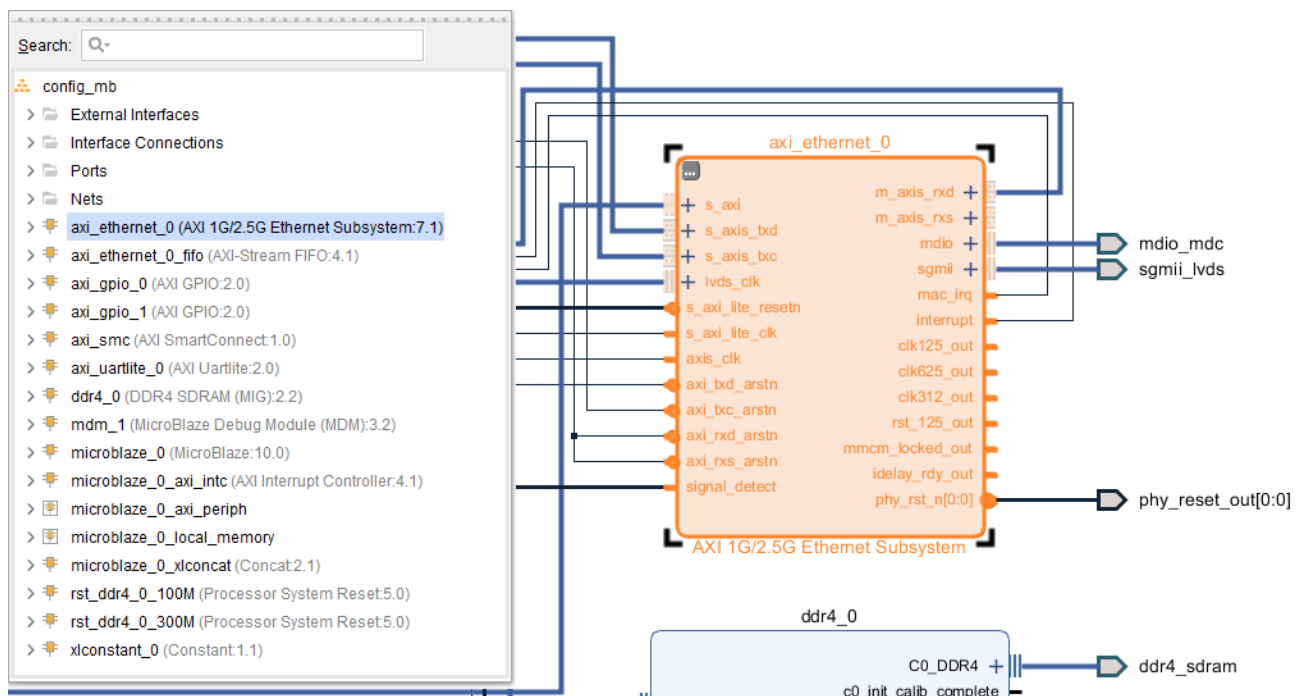 Search:
config_mb
External Interfaces
Interface Connections
Ports
Nets
axi_ethernet_0 (AXI 1G/2.5G Ethernet Subsystem:7.1)
axi_ethernet_0_fifo (AXI-Stream FIFO:4.1)
axi_gpio_0 (AXI GPIO:2.0)
axi_gpio_1 (AXI GPIO:2.0)
axi_smc (AXI SmartConnect:1.0)
axi_uartlite_0 (AXI Uartlite:2.0)
ddr4_0 (DDR4 SDRAM (MIG):2.2)
mdm_1 (MicroBlaze Debug Module (MDM):3.2)
microblaze_0 (MicroBlaze:10.0)
microblaze_0_axi_intc (AXI Interrupt Controller:4.1)
microblaze_0_axi_periph
microblaze_0_local_memory
microblaze_0_xlconcat (Concat:2.1)
rst_ddr4_0_100M (Processor System Reset:5.0)
rst_ddr4_0_300M (Processor System Reset:5.0)
xlconstant_0 (Constant:1.1)
axi_ethernet_0
s_axi
s_axis_txd
s_axis_txc
lvds_clk
s_axi_lite_resetn
s_axi_lite_clk
axis_clk
axi_txd_arstn
axi_txc_arstn
axi_rxd_arstn
axi_rxs_arstn
signal_detect
m_axis_rxd
m_axis_rxs
mdio
sgmii
mac_irq
interrupt
clk125_out
clk625_out
clk312_out
rst_125_out
mmcm_locked_out
idelay_rdy_out
phy_rst_n[0:0]
AXI 1G/2.5G Ethernet Subsystem
mdio_mdc
sgmii_lvds
phy_reset_out[0:0]
ddr4_0
C0_DDR4
c0_init_calib_complete
ddr4_sdram